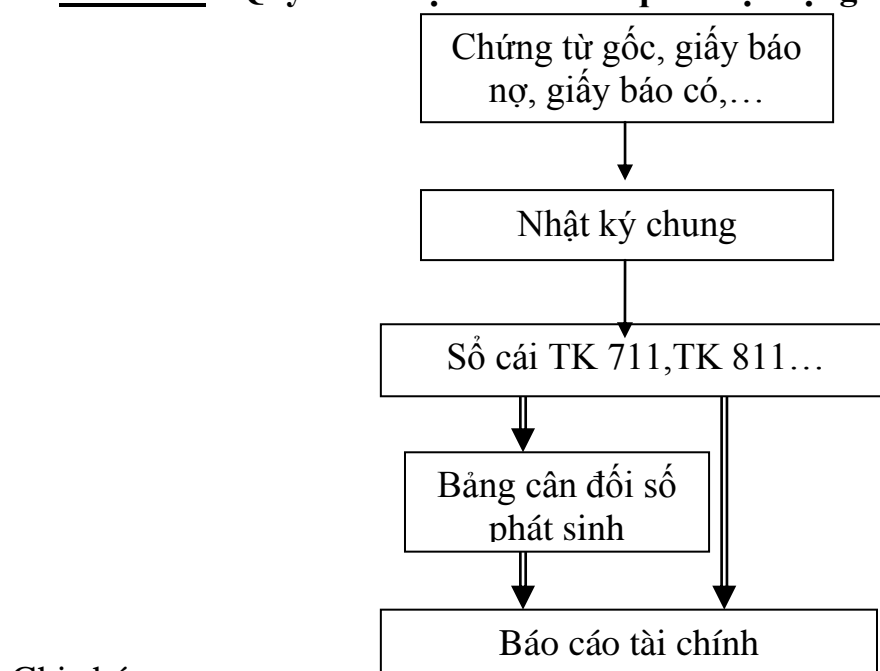 Chứng từ gốc, giấy báo
nợ, giấy báo có,…
Nhật ký chung
Sổ cái TK 711,TK 811…
Bảng cân đối số
phát sinh
Báo cáo tài chính